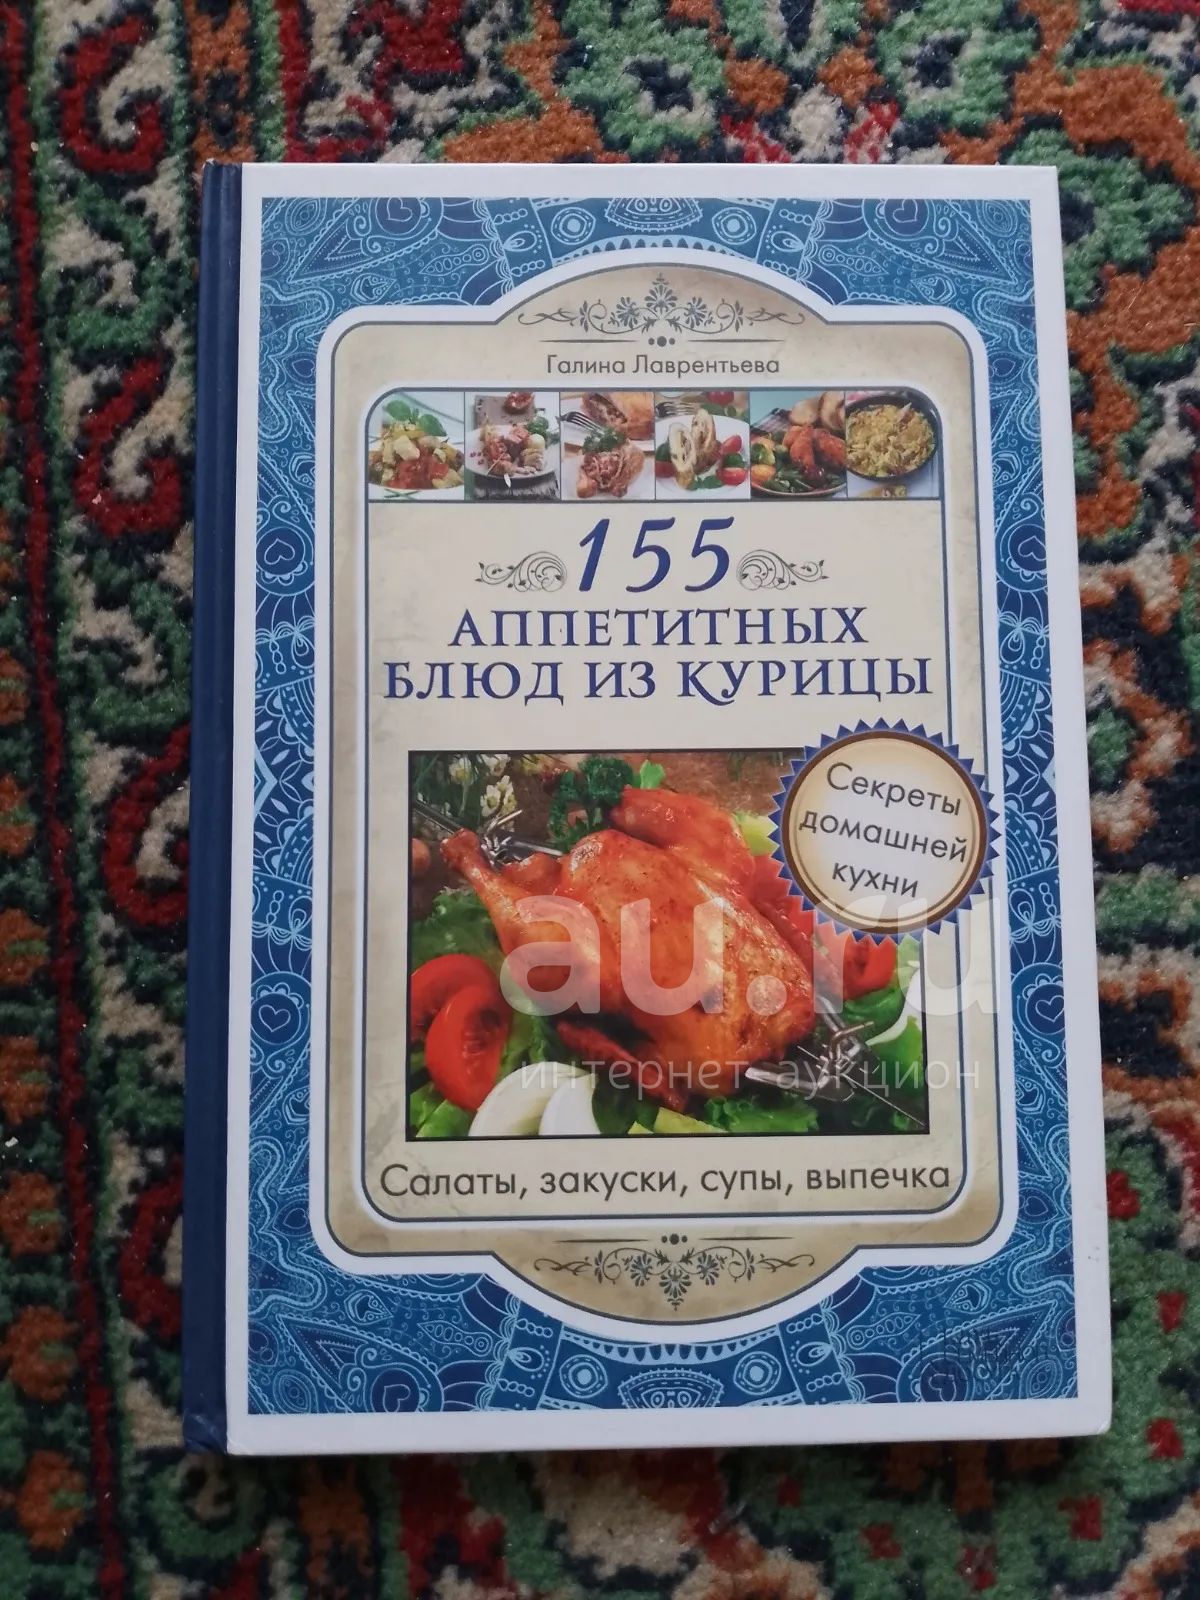 Галина Лаврентьева
155
АППЕТИТНЫХ
БЛЮД ИЗ КУРИЦЫ
Секреты
домашней
кухни
au.ru
интернет-аукцион
Салаты, закуски, супы, выпечка